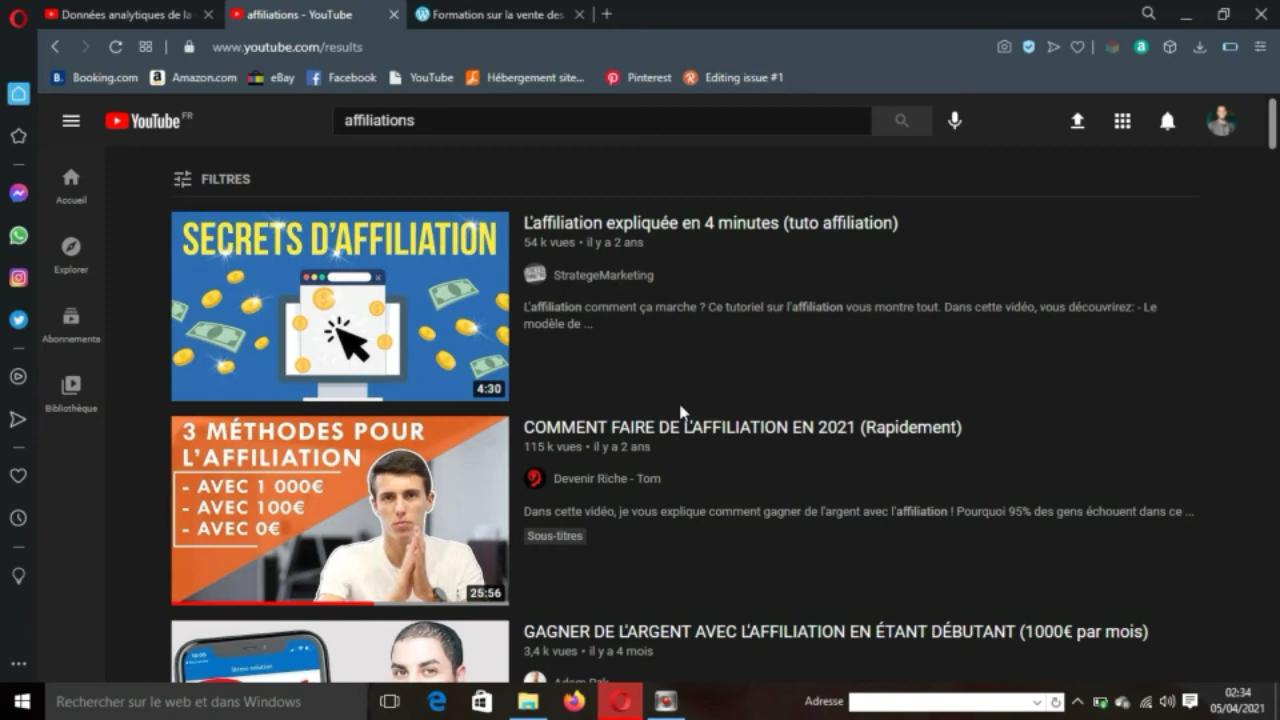 Données analytiques de la
affiliations - YouTube
Formation sur la vente des
www.youtube.com/results
Booking.com
Amazon.com
eBay
Facebook
YouTube
Hébergement site...
Pinterest
Editing issue #1
YouTube FR
affiliations
Accueil
Explorer
Abonnements
Bibliothèque
FILTRES
SECRETS D'AFFILIATION
4:30
L'affiliation expliquée en 4 minutes (tuto affiliation)
54 k vues • il y a 2 ans
StrategeMarketing
L'affiliation comment ça marche ? Ce tutoriel sur l'affiliation vous montre tout. Dans cette vidéo, vous découvrirez: - Le
modèle de ...
3 MÉTHODES POUR
L'AFFILIATION
- AVEC 1 000€
- AVEC 100€
- AVEC 0€
25:56
COMMENT FAIRE DE L'AFFILIATION EN 2021 (Rapidement)
115 k vues • il y a 2 ans
Devenir Riche - Tom
Dans cette vidéo, je vous explique comment gagner de l'argent avec l'affiliation ! Pourquoi 95% des gens échouent dans ce ...
Sous-titres
GAGNER DE L'ARGENT AVEC L'AFFILIATION EN ÉTANT DÉBUTANT (1000€ par mois)
3,4 k vues • il y a 4 mois
Rechercher sur le web et dans Windows
Adresse
02:34
05/04/2021